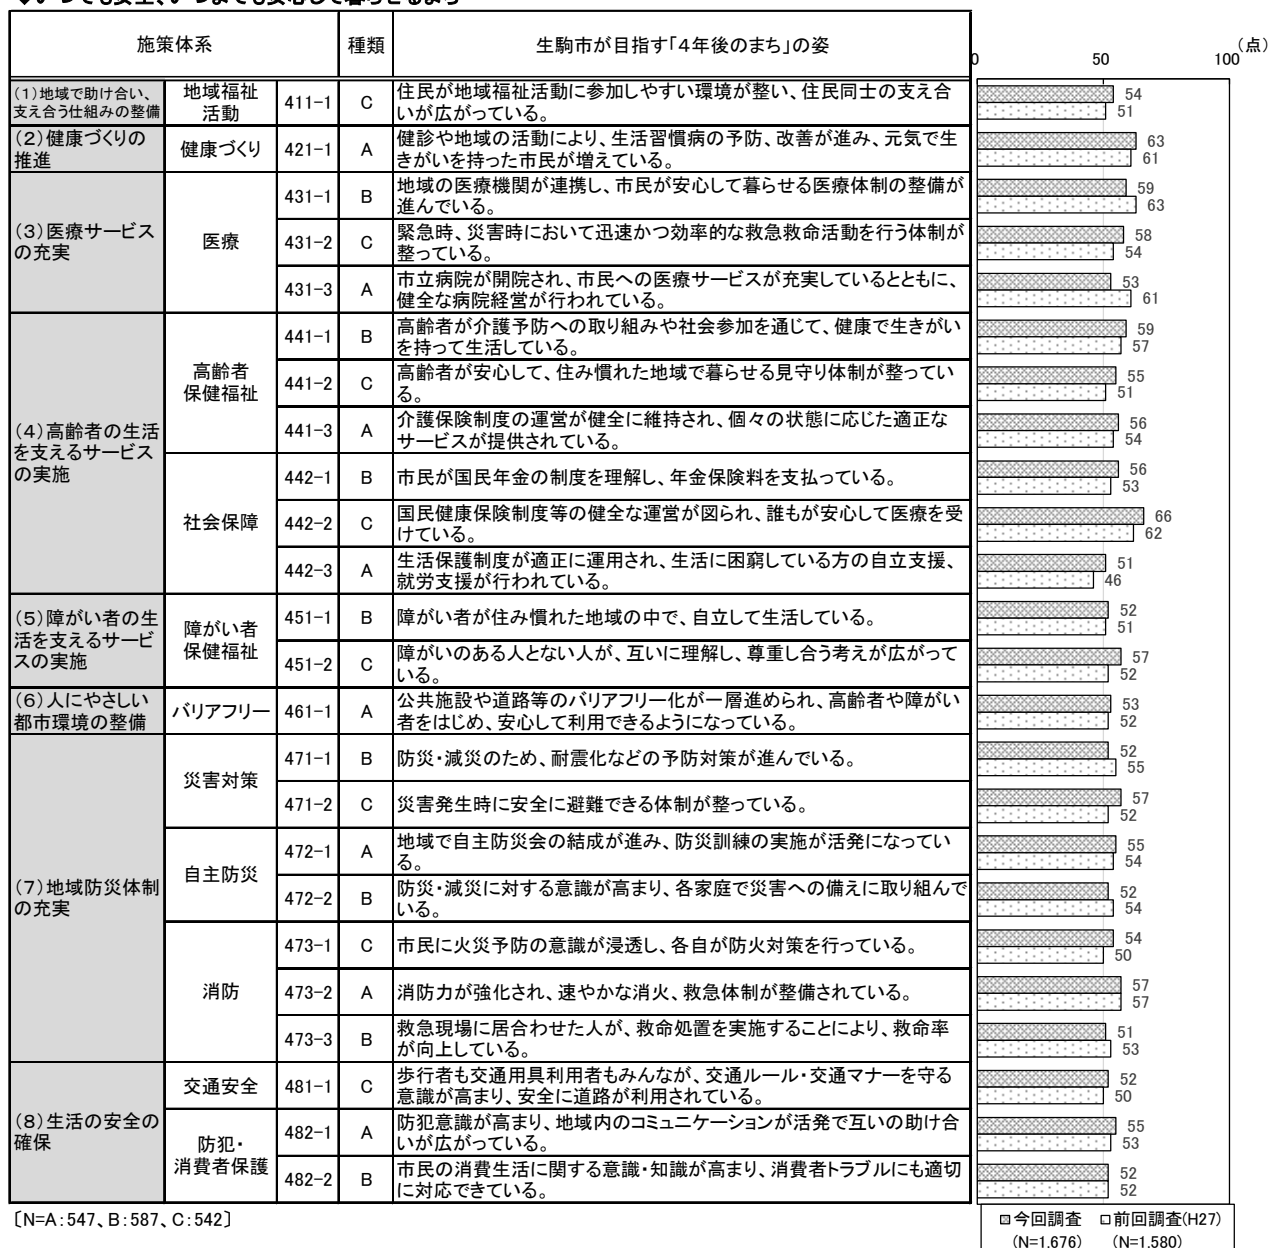 施策体系 種類 生駒市が目指す「4年後のまち」の姿
0 50 100 (点)
(1)地域で助け合い、
支え合う仕組みの整備
地域福祉
活動
411-1 C
住民が地域福祉活動に参加しやすい環境が整い、住民同士の支え合
いが広がっている。
54
51
(2)健康づくりの
推進
健康づくり 421-1 A
健診や地域の活動により、生活習慣病の予防、改善が進み、元気で生
きがいを持った市民が増えている。
63
61
(3)医療サービス
の充実
医療
431-1 B
地域の医療機関が連携し、市民が安心して暮らせる医療体制の整備が
進んでいる。
59
63
431-2 C
緊急時、災害時において迅速かつ効率的な救急救命活動を行う体制が
整っている。
58
54
431-3 A
市立病院が開院され、市民への医療サービスが充実しているとともに、
健全な病院経営が行われている。
53
61
(4)高齢者の生活
を支えるサービス
の実施
高齢者
保健福祉
441-1 B
高齢者が介護予防への取り組みや社会参加を通じて、健康で生きがい
を持って生活している。
59
57
441-2 C
高齢者が安心して、住み慣れた地域で暮らせる見守り体制が整ってい
る。
55
51
441-3 A
介護保険制度の運営が健全に維持され、個々の状態に応じた適正な
サービスが提供されている。
56
54
社会保障
442-1 B 市民が国民年金の制度を理解し、年金保険料を支払っている。
56
53
442-2 C
国民健康保険制度等の健全な運営が図られ、誰もが安心して医療を受
けている。
66
62
442-3 A
生活保護制度が適正に運用され、生活に困窮している方の自立支援、
就労支援が行われている。
51
46
(5)障がい者の生
活を支えるサービ
スの実施
障がい者
保健福祉
451-1 B 障がい者が住み慣れた地域の中で、自立して生活している。
52
51
451-2 C
障がいのある人とない人が、互いに理解し、尊重し合う考えが広がって
いる。
57
52
(6)人にやさしい
都市環境の整備
バリアフリー 461-1 A
公共施設や道路等のバリアフリー化が一層進められ、高齢者や障がい
者をはじめ、安心して利用できるようになっている。
53
52
(7)地域防災体制
の充実
災害対策
471-1 B 防災・減災のため、耐震化などの予防対策が進んでいる。
52
55
471-2 C 災害発生時に安全に避難できる体制が整っている。
57
52
自主防災
472-1 A
地域で自主防災会の結成が進み、防災訓練の実施が活発になってい
る。
55
54
472-2 B
防災・減災に対する意識が高まり、各家庭で災害への備えに取り組んで
いる。
52
54
消防
473-1 C 市民に火災予防の意識が浸透し、各自が防火対策を行っている。
54
50
473-2 A 消防力が強化され、速やかな消火、救急体制が整備されている。
57
57
473-3 B
救急現場に居合わせた人が、救命処置を実施することにより、救命率
が向上している。
51
53
(8)生活の安全の
確保
交通安全 481-1 C
歩行者も交通用具利用者もみんなが、交通ルール・交通マナーを守る
意識が高まり、安全に道路が利用されている。
52
50
防犯・
消費者保護
482-1 A
防犯意識が高まり、地域内のコミュニケーションが活発で互いの助け合
いが広がっている。
55
53
482-2 B
市民の消費生活に関する意識・知識が高まり、消費者トラブルにも適切
に対応できている。
52
52
〔N=A:547、B:587、C:542〕
今回調査 前回調査(H27)
(N=1,676) (N=1,580)